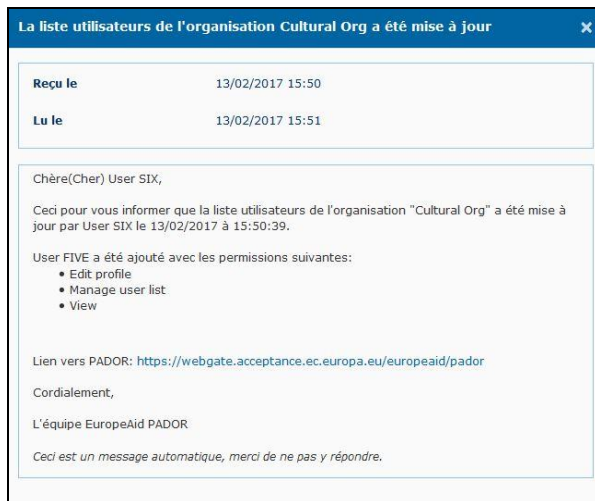 La liste utilisateurs de l'organisation Cultural Org a été mise à jour ×
Reçu le 13/02/2017 15:50
Lu le 13/02/2017 15:51
Chère(Cher) User SIX,
Ceci pour vous informer que la liste utilisateurs de l'organisation "Cultural Org" a été mise à
jour par User SIX le 13/02/2017 à 15:50:39.
User FIVE a été ajouté avec les permissions suivantes:
• Edit profile
• Manage user list
• View
Lien vers PADOR: https://webgate.acceptance.ec.europa.eu/europeaid/pador
Cordialement,
L'équipe EuropeAid PADOR
Ceci est un message automatique, merci de ne pas y répondre.